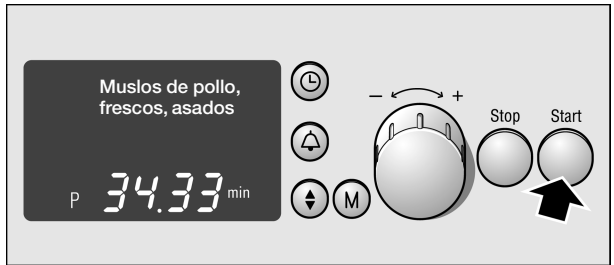 Muslos de pollo,
frescos, asados
P 34.33 min
M
− +
Stop Start